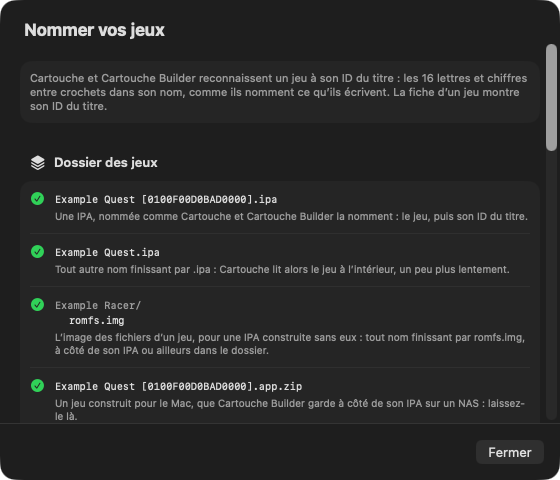 Nommer vos jeux
Cartouche et Cartouche Builder reconnaissent un jeu à son ID du titre : les 16 lettres et chiffres
entre crochets dans son nom, comme ils nomment ce qu’ils écrivent. La fiche d’un jeu montre
son ID du titre.
Dossier des jeux
Example Quest [0100F00D0BAD0000].ipa
Une IPA, nommée comme Cartouche et Cartouche Builder la nomment : le jeu, puis son ID du titre.
Example Quest.ipa
Tout autre nom finissant par .ipa : Cartouche lit alors le jeu à l’intérieur, un peu plus lentement.
Example Racer/
romfs.img
L’image des fichiers d’un jeu, pour une IPA construite sans eux : tout nom finissant par romfs.img,
à côté de son IPA ou ailleurs dans le dossier.
Example Quest [0100F00D0BAD0000].app.zip
Un jeu construit pour le Mac, que Cartouche Builder garde à côté de son IPA sur un NAS : laissez-
le là.
Fermer